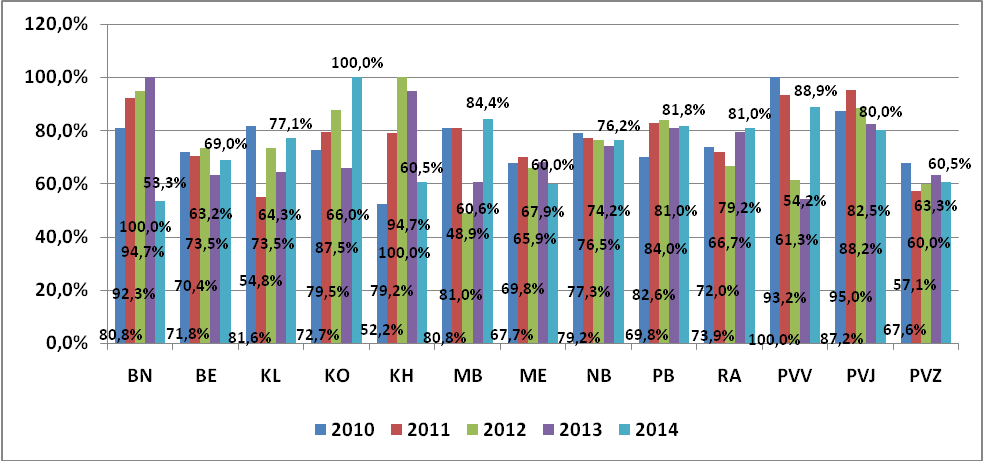 120,0%
100,0%
80,0%
60,0%
40,0%
20,0%
0,0%
80,8% 71,8% 81,6% 72,7% 52,2% 80,8% 67,7% 79,2% 69,8% 73,9% 100,0% 87,2% 67,6%
92,3% 70,4% 54,8% 79,5% 79,2% 81,0% 69,8% 77,3% 82,6% 72,0% 93,2% 95,0% 57,1%
94,7% 73,5% 73,5% 87,5% 100,0% 48,9% 65,9% 76,5% 84,0% 66,7% 61,3% 88,2% 60,0%
100,0% 63,2% 64,3% 66,0% 94,7% 60,6% 67,9% 74,2% 81,0% 79,2% 54,2% 82,5% 63,3%
53,3% 69,0% 77,1% 100,0% 60,5% 84,4% 60,0% 76,2% 81,8% 81,0% 88,9% 80,0% 60,5%
BN BE KL KO KH MB ME NB PB RA PVV PVJ PVZ
2010 2011 2012 2013 2014